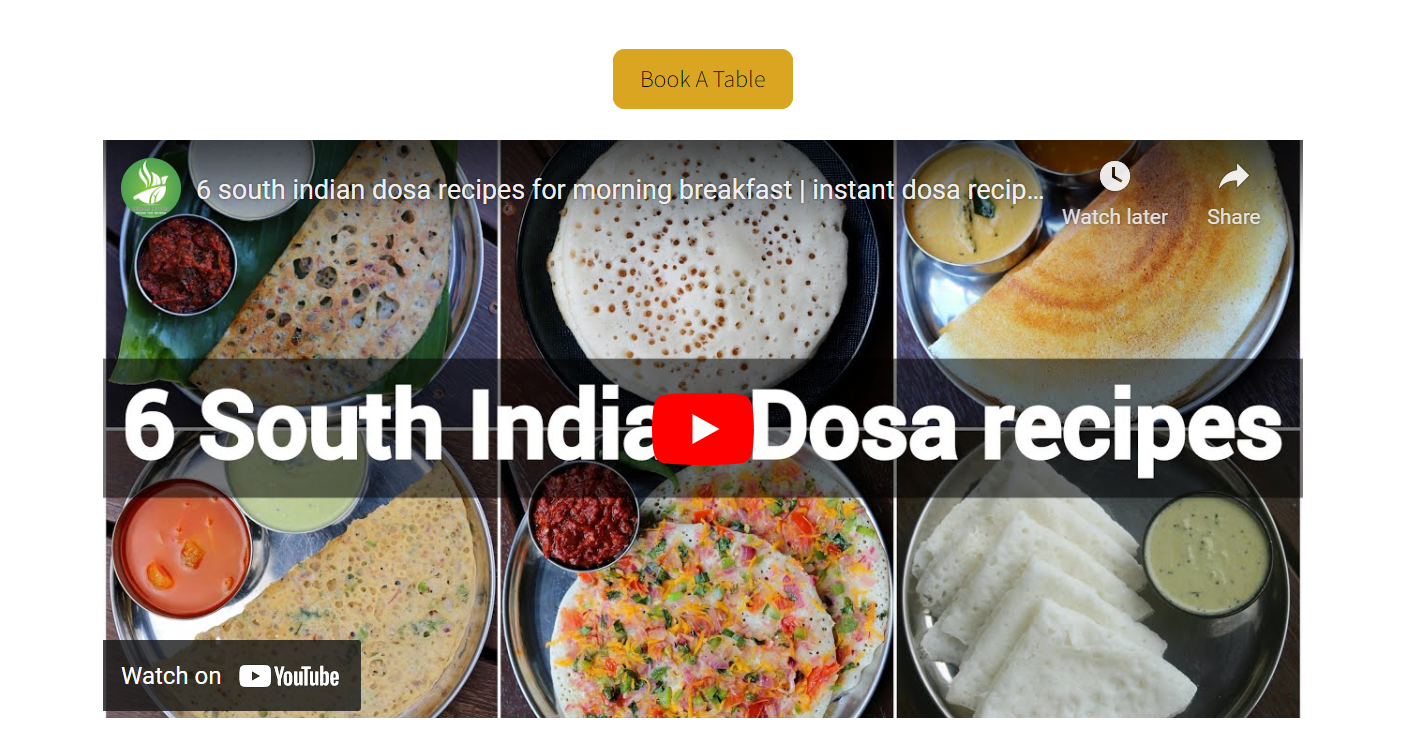 Book A Table
6 south indian dosa recipes for morning breakfast | instant dosa recip...
Watch later
Share
6 South India Dosa recipes
Watch on YouTube